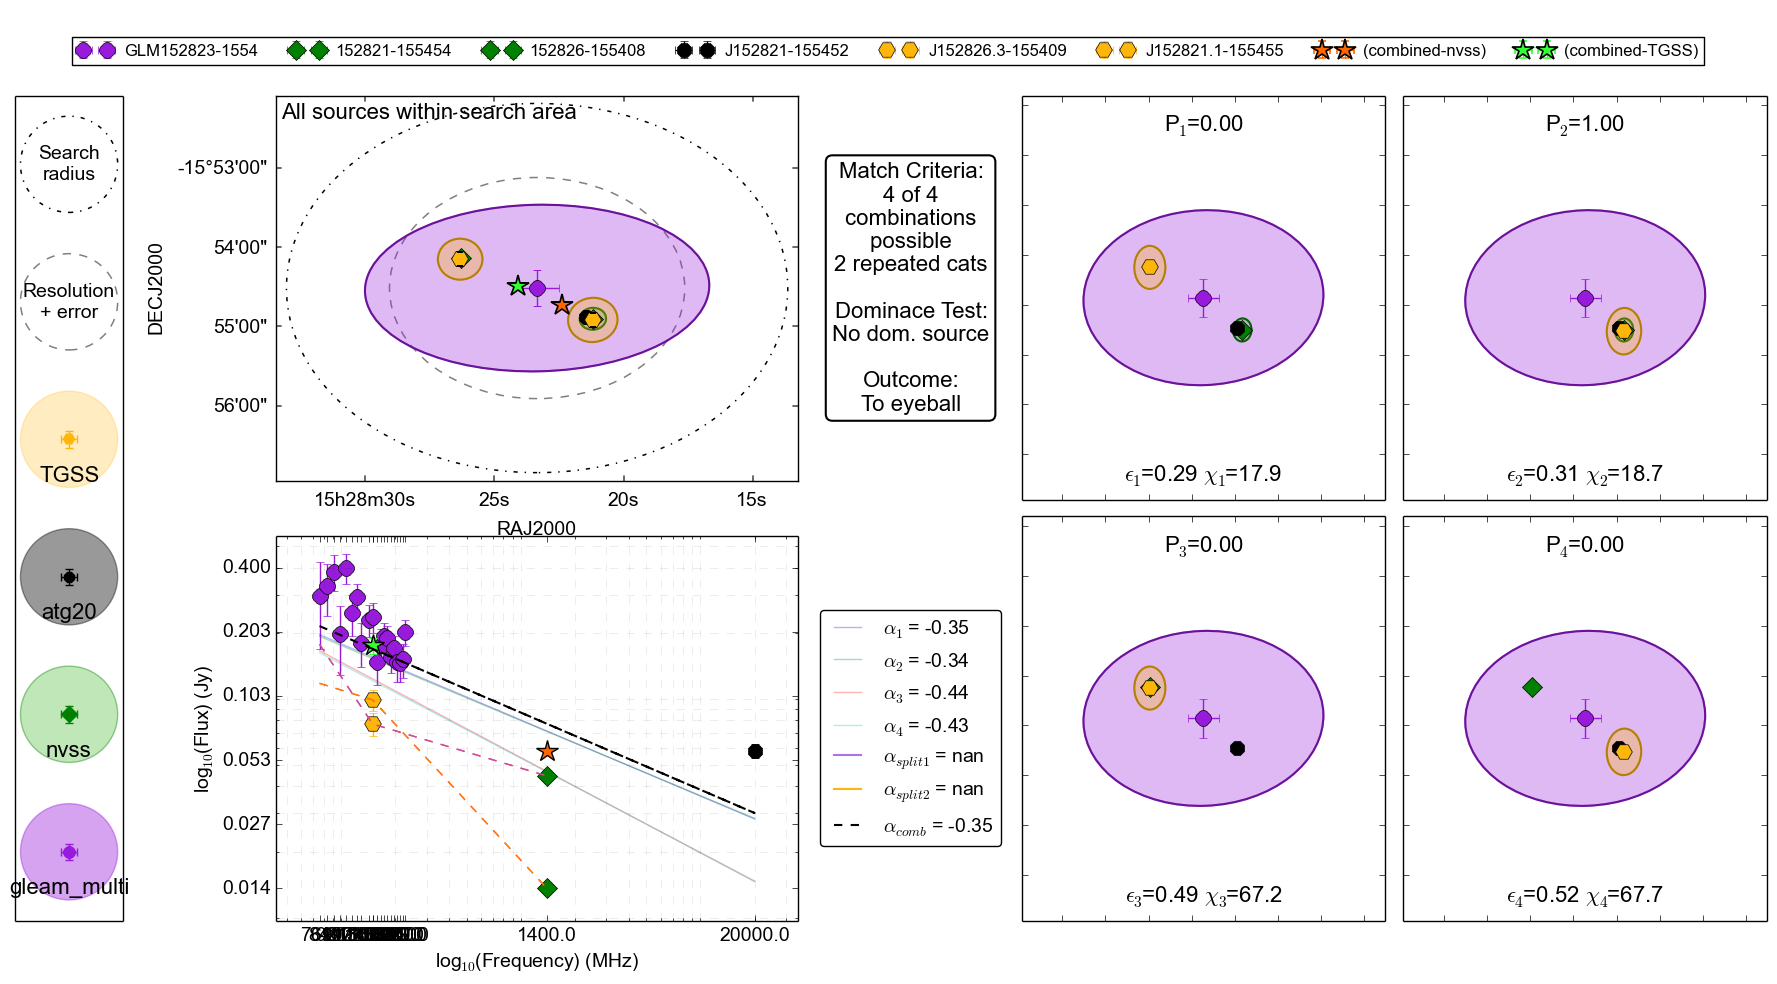 GLM152823-1554 152821-155454 152826-155408 J152821-155452 J152826.3-155409 J152821.1-155455 (combined-nvss) (combined-TGSS)
Search
radius
Resolution
+ error
TGSS
atg20
nvss
gleam_multi
All sources within search area
DECJ2000
-15°53'00"
54'00"
55'00"
56'00"
15h28m30s 25s 20s 15s
RAJ2000
Match Criteria:
4 of 4
combinations
possible
2 repeated cats
Dominace Test:
No dom. source
Outcome:
To eyeball
P1=0.00
ϵ1=0.29 χ1=17.9
P2=1.00
ϵ2=0.31 χ2=18.7
log10(Flux) (Jy)
0.400
0.203
0.103
0.053
0.027
0.014
1400.0 20000.0
log10(Frequency) (MHz)
α1 = -0.35
α2 = -0.34
α3 = -0.44
α4 = -0.43
αsplit1 = nan
αsplit2 = nan
αcomb = -0.35
P3=0.00
ϵ3=0.49 χ3=67.2
P4=0.00
ϵ4=0.52 χ4=67.7